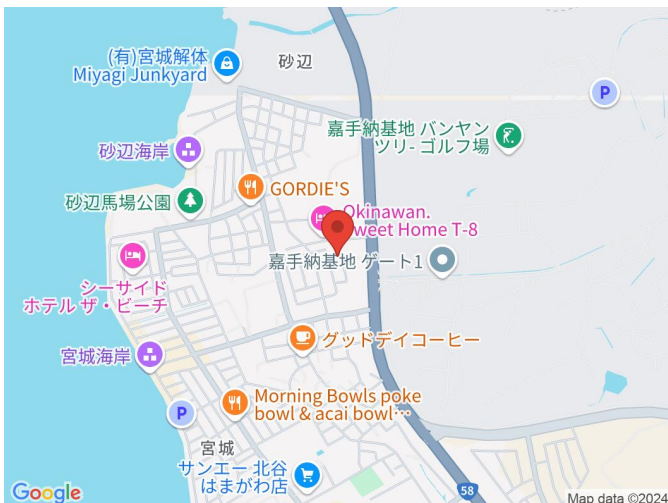 (有)宮城解体
Miyagi Junkyard
砂辺
P
嘉手納基地 バンヤン
ツリ- ゴルフ場
砂辺海岸
GORDIE'S
砂辺馬場公園
Okinawan.
Sweet Home T-8
嘉手納基地 ゲート1
シーサイド
ホテル ザ・ビーチ
グッドデイコーヒー
宮城海岸
Morning Bowls poke
bowl & acai bowl…
P
宮城
サンエー 北谷
はまがわ店
58
Google
Map data ©2024